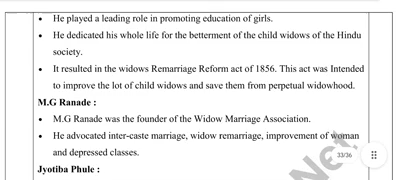 • He played a leading role in promoting education of girls.
• He dedicated his whole life for the betterment of the child widows of the Hindu
society.
• It resulted in the widows Remarriage Reform act of 1856. This act was Intended
to improve the lot of child widows and save them from perpetual widowhood.
M.G Ranade :
• M.G Ranade was the founder of the Widow Marriage Association.
• He advocated inter-caste marriage, widow remarriage, improvement of woman
and depressed classes.
33/36
Jyotiba Phule :